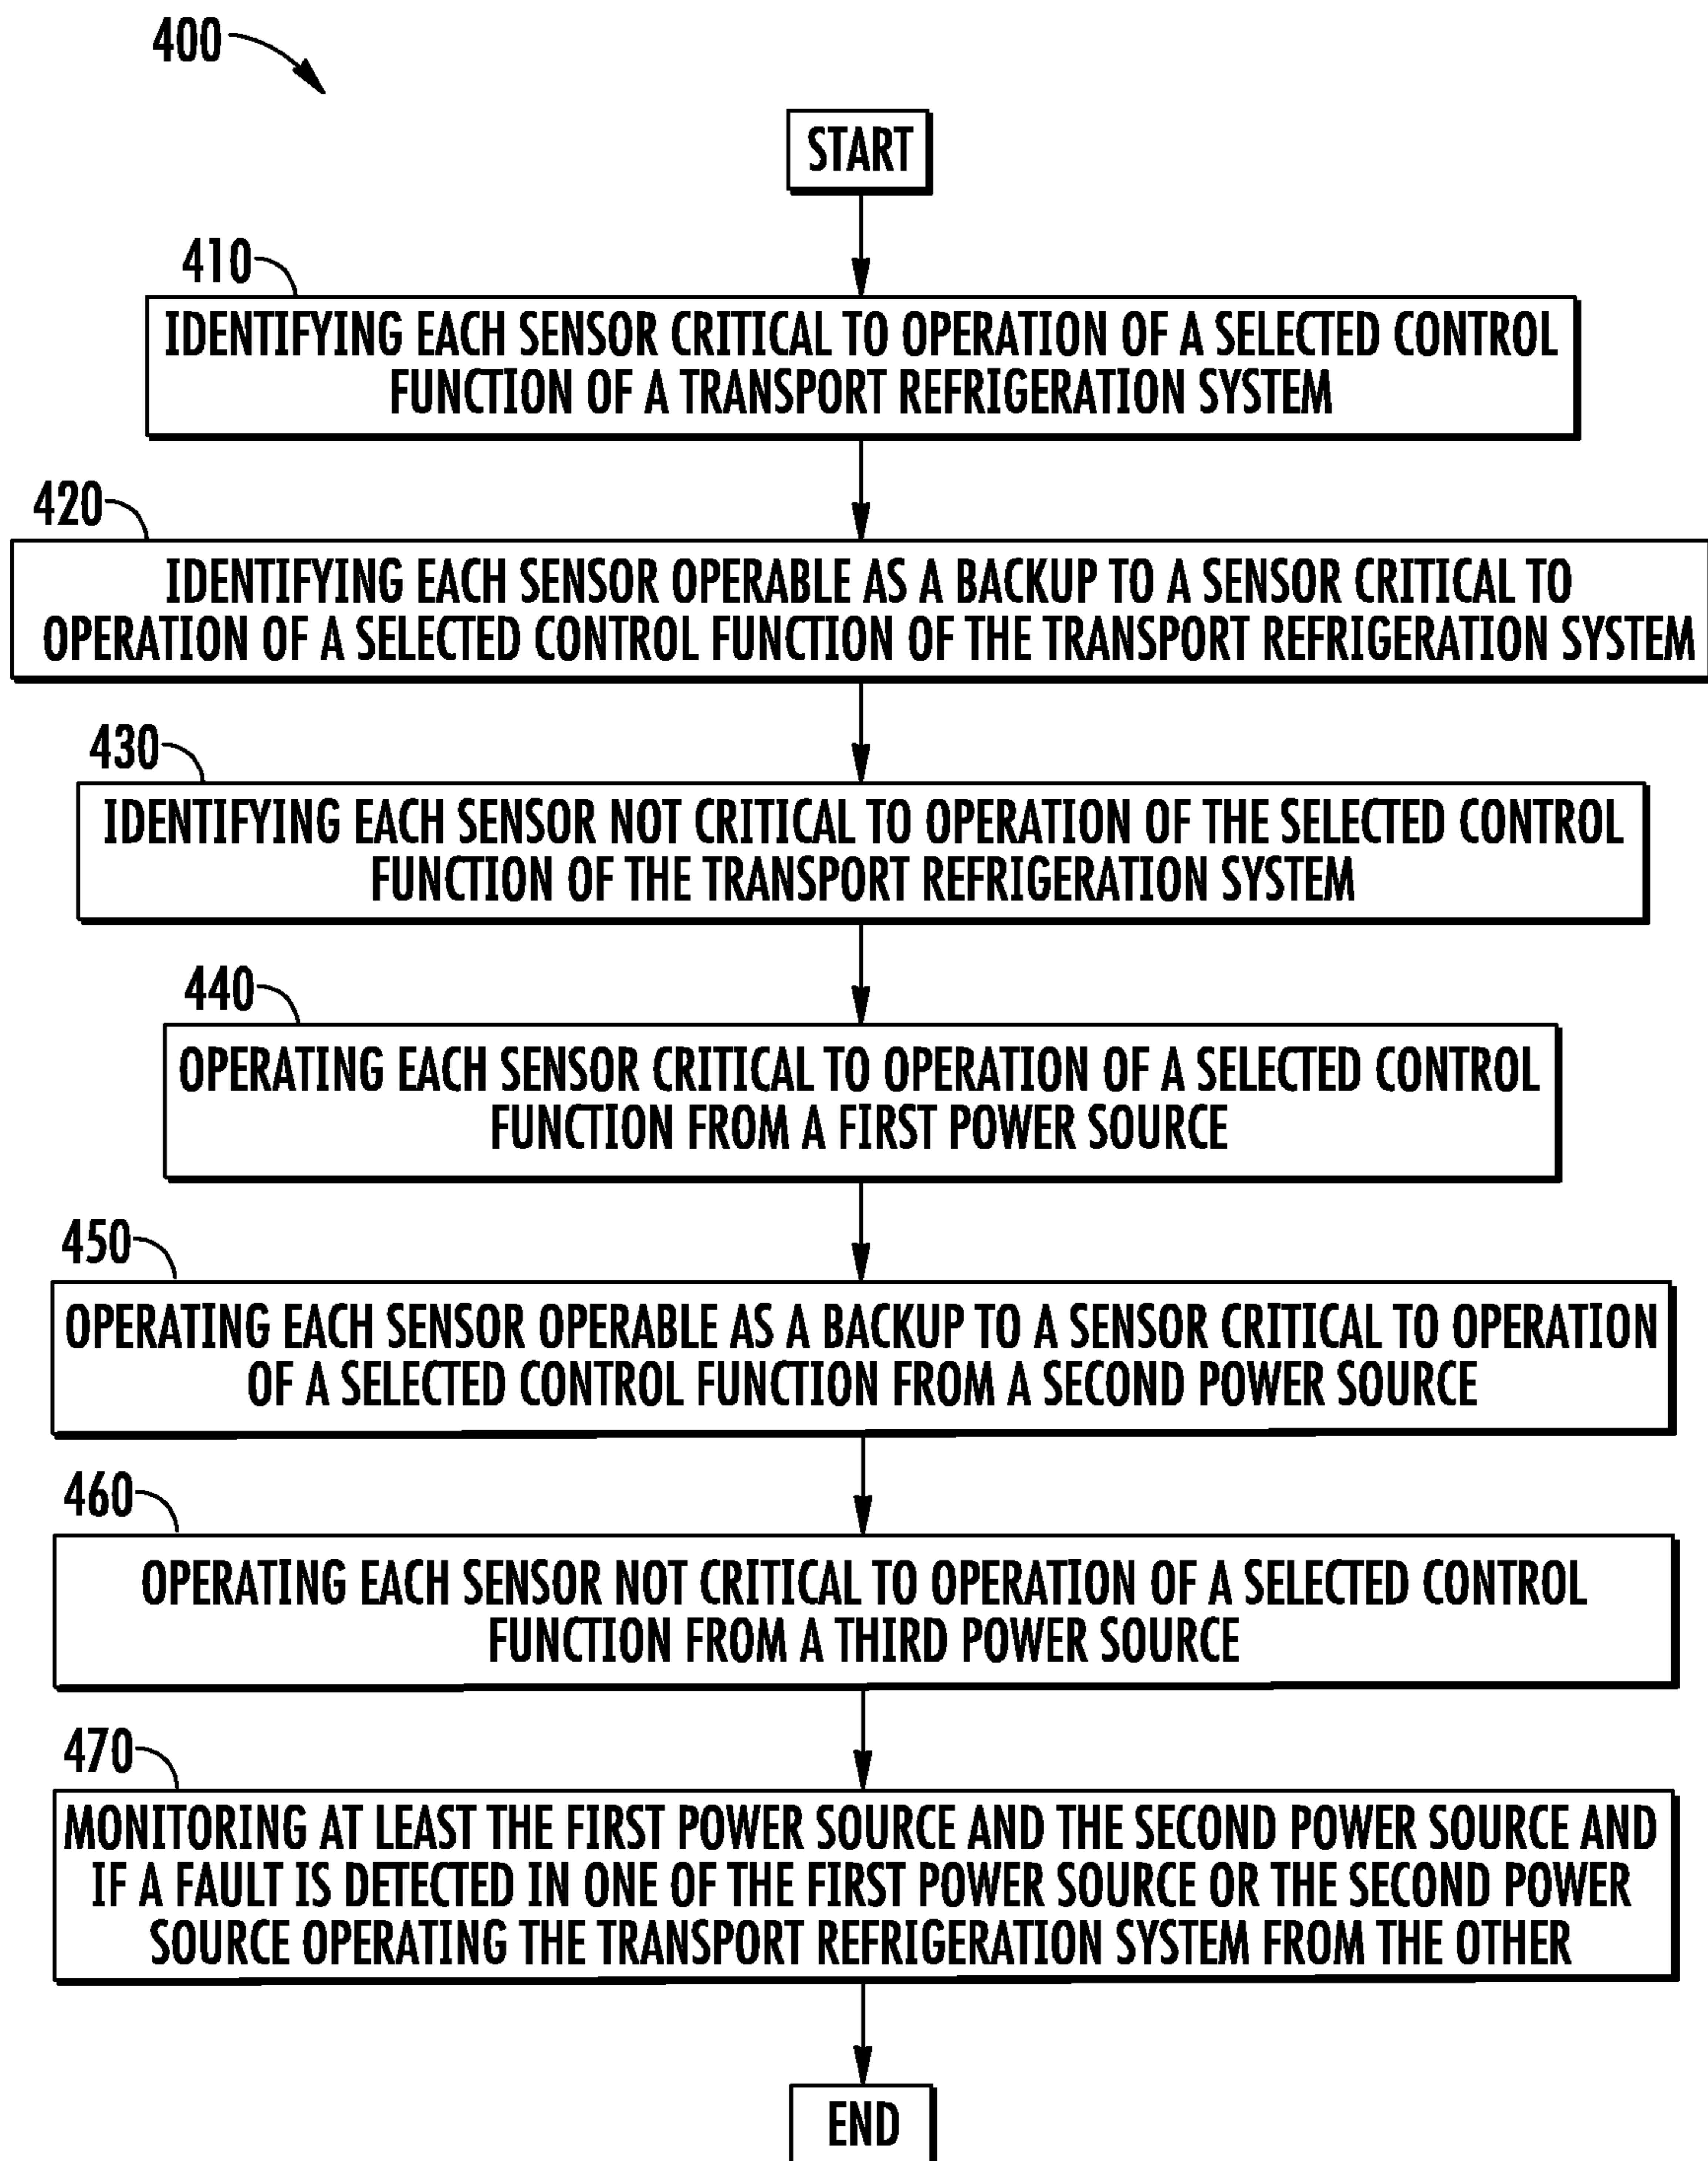 400
START
410
IDENTIFYING EACH SENSOR CRITICAL TO OPERATION OF A SELECTED CONTROL
FUNCTION OF A TRANSPORT REFRIGERATION SYSTEM
420
IDENTIFYING EACH SENSOR OPERABLE AS A BACKUP TO A SENSOR CRITICAL TO
OPERATION OF A SELECTED CONTROL FUNCTION OF THE TRANSPORT REFRIGERATION SYSTEM
430
IDENTIFYING EACH SENSOR NOT CRITICAL TO OPERATION OF THE SELECTED CONTROL
FUNCTION OF THE TRANSPORT REFRIGERATION SYSTEM
440
OPERATING EACH SENSOR CRITICAL TO OPERATION OF A SELECTED CONTROL
FUNCTION FROM A FIRST POWER SOURCE
450
OPERATING EACH SENSOR OPERABLE AS A BACKUP TO A SENSOR CRITICAL TO OPERATION
OF A SELECTED CONTROL FUNCTION FROM A SECOND POWER SOURCE
460
OPERATING EACH SENSOR NOT CRITICAL TO OPERATION OF A SELECTED CONTROL
FUNCTION FROM A THIRD POWER SOURCE
470
MONITORING AT LEAST THE FIRST POWER SOURCE AND THE SECOND POWER SOURCE AND
IF A FAULT IS DETECTED IN ONE OF THE FIRST POWER SOURCE OR THE SECOND POWER
SOURCE OPERATING THE TRANSPORT REFRIGERATION SYSTEM FROM THE OTHER
END